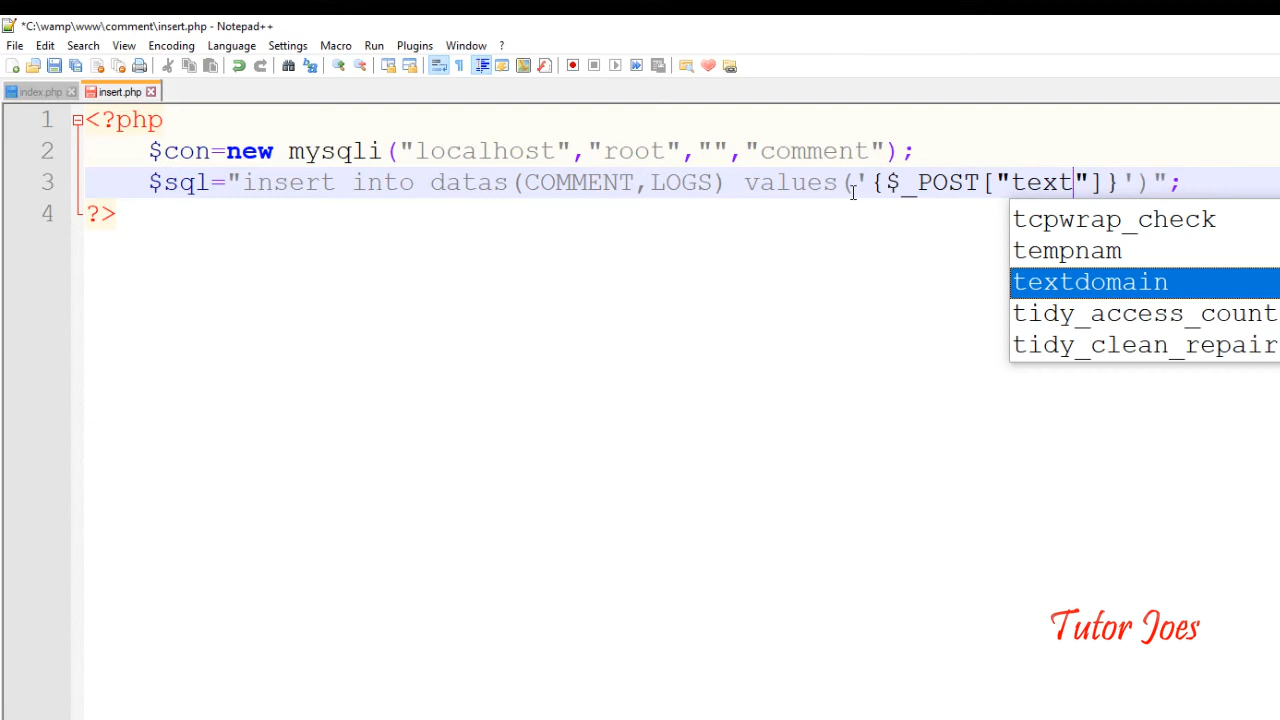 *C:\wamp\www\comment\insert.php - Notepad++
File Edit Search View Encoding Language Settings Macro Run Plugins Window ?
index.php insert.php
1 <?php
2 $con=new mysqli("localhost","root","","comment");
3 $sql="insert into datas(COMMENT,LOGS) values('{$_POST["text"]}')";
4 ?>
tcpwrap_check
tempnam
textdomain
tidy_access_count
tidy_clean_repair
Tutor Joes